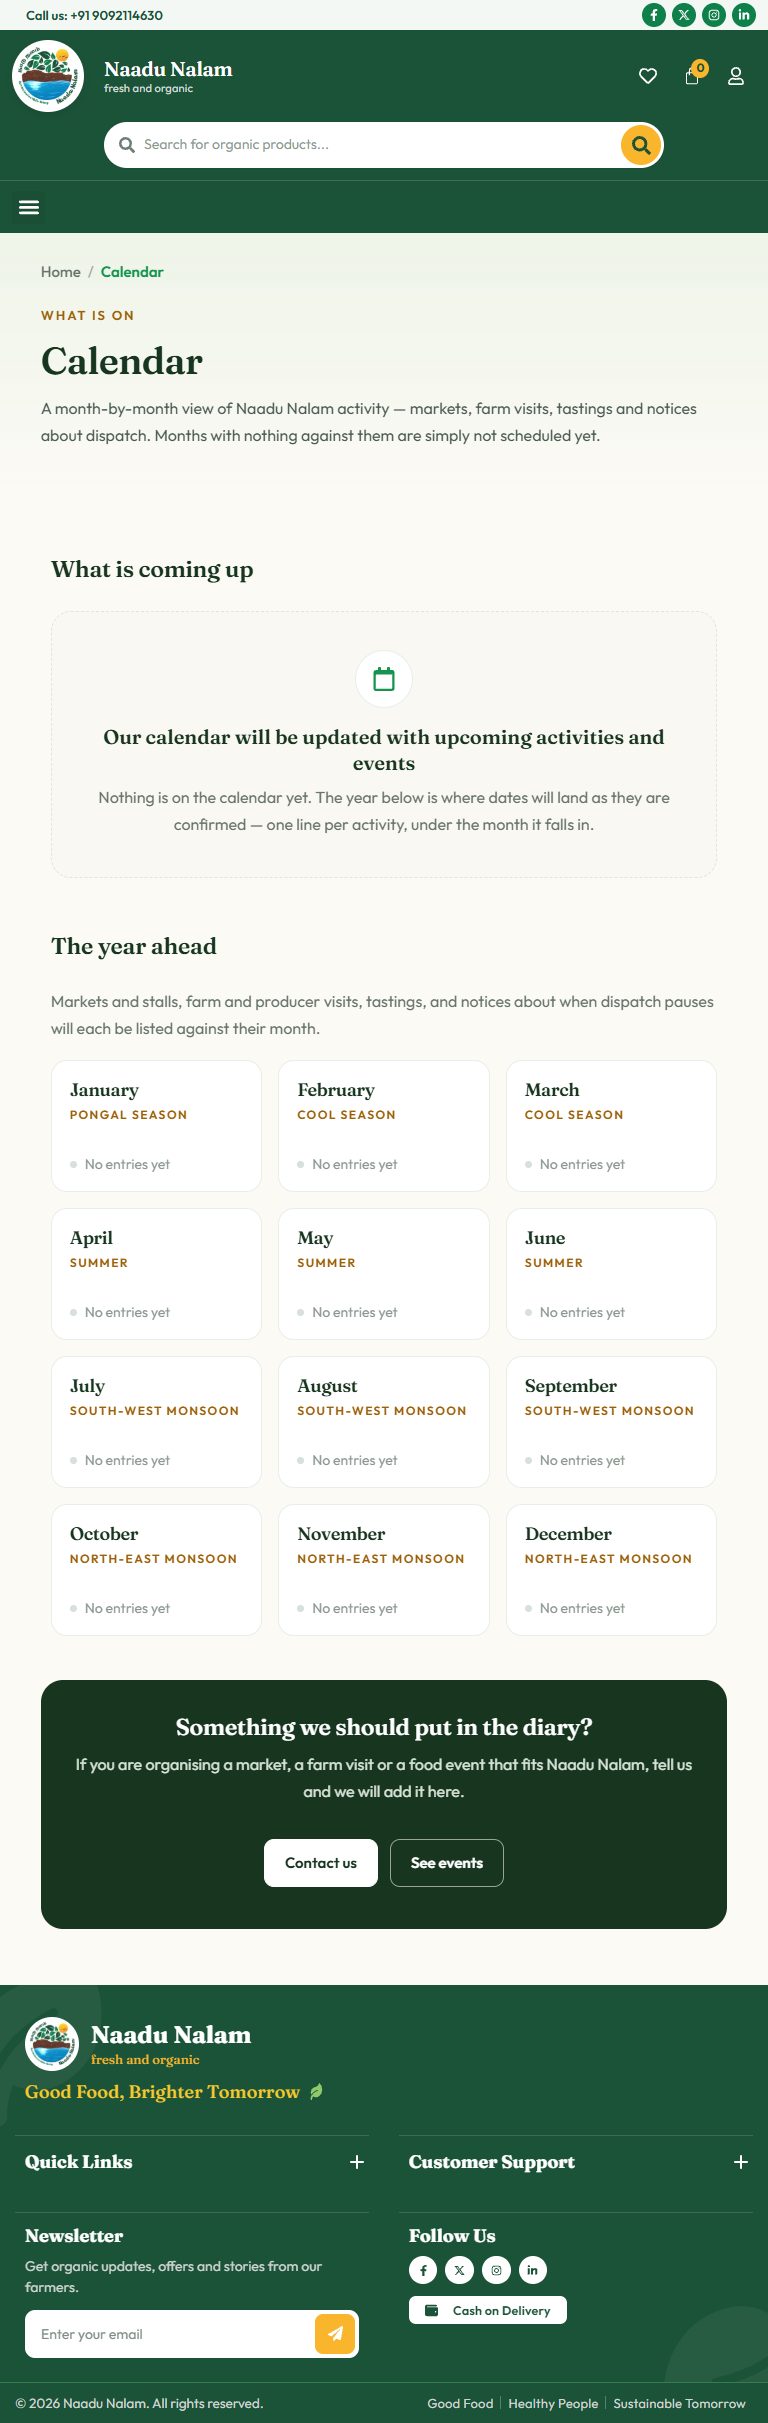 Call us: +91 9092114630
Naadu Nalam
fresh and organic
0
Search for organic products...
Home / Calendar
WHAT IS ON
Calendar
A month-by-month view of Naadu Nalam activity — markets, farm visits, tastings and notices
about dispatch. Months with nothing against them are simply not scheduled yet.
What is coming up
Our calendar will be updated with upcoming activities and
events
Nothing is on the calendar yet. The year below is where dates will land as they are
confirmed — one line per activity, under the month it falls in.
The year ahead
Markets and stalls, farm and producer visits, tastings, and notices about when dispatch pauses
will each be listed against their month.
January
PONGAL SEASON
No entries yet
February
COOL SEASON
No entries yet
March
COOL SEASON
No entries yet
April
SUMMER
No entries yet
May
SUMMER
No entries yet
June
SUMMER
No entries yet
July
SOUTH-WEST MONSOON
No entries yet
August
SOUTH-WEST MONSOON
No entries yet
September
SOUTH-WEST MONSOON
No entries yet
October
NORTH-EAST MONSOON
No entries yet
November
NORTH-EAST MONSOON
No entries yet
December
NORTH-EAST MONSOON
No entries yet
Something we should put in the diary?
If you are organising a market, a farm visit or a food event that fits Naadu Nalam, tell us
and we will add it here.
Contact us
See events
Naadu Nalam
fresh and organic
Good Food, Brighter Tomorrow
Quick Links
Customer Support
Newsletter
Get organic updates, offers and stories from our
farmers.
Enter your email
Follow Us
Cash on Delivery
© 2026 Naadu Nalam. All rights reserved.
Good Food | Healthy People | Sustainable Tomorrow